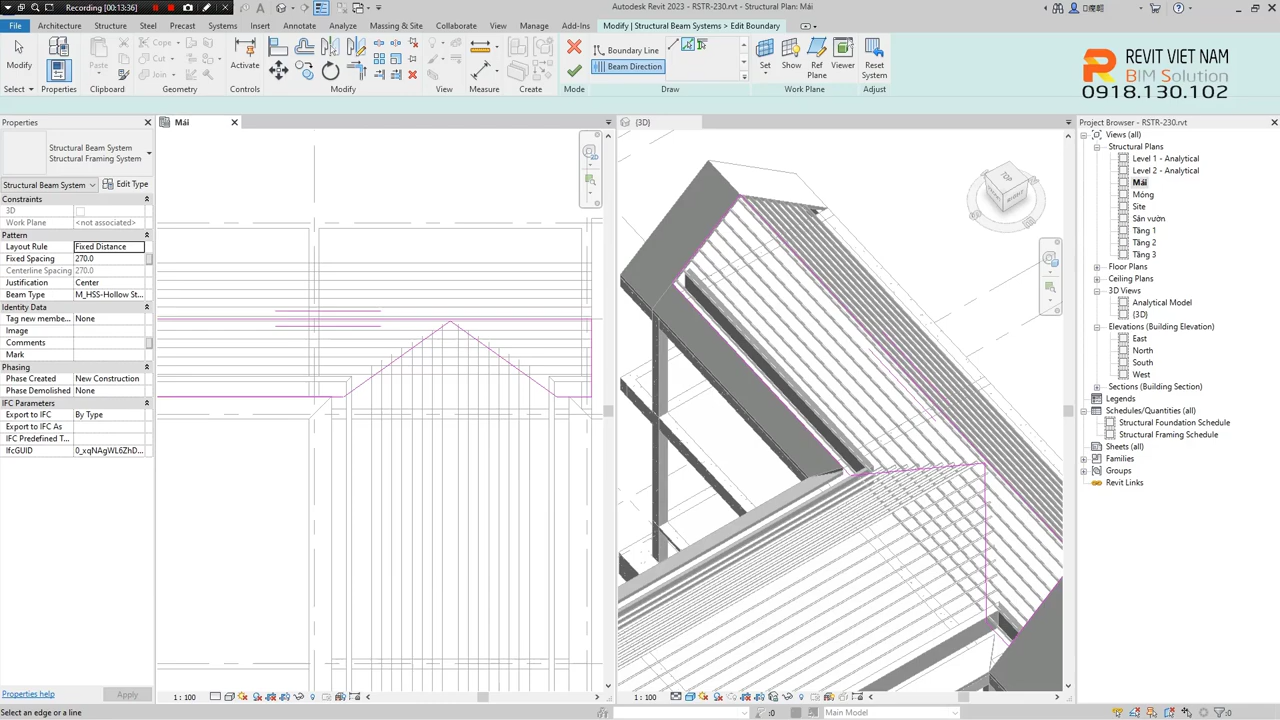 Recording [00:13:36]
Autodesk Revit 2023 - RSTR-230.rvt - Structural Plan: Mái
File
Architecture
Structure
Steel
Precast
Systems
Insert
Annotate
Analyze
Massing & Site
Collaborate
View
Manage
Add-Ins
Modify | Structural Beam Systems > Edit Boundary
Modify
Paste
Cope
Cut
Join
Activate
Boundary Line
Beam Direction
Set
Show
Ref
Plane
Viewer
Reset
System
Select
Properties
Clipboard
Geometry
Controls
Modify
View
Measure
Create
Mode
Draw
Work Plane
Adjust
REVIT VIET NAM
BIM Solution
0918.130.102
Properties
Structural Beam System
Structural Framing System
Structural Beam System
Edit Type
Constraints
3D
Work Plane <not associated>
Pattern
Layout Rule Fixed Distance
Fixed Spacing 270.0
Centerline Spacing 270.0
Justification Center
Beam Type M_HSS-Hollow St...
Identity Data
Tag new membe... None
Image
Comments
Mark
Phasing
Phase Created New Construction
Phase Demolished None
IFC Parameters
Export to IFC By Type
Export to IFC As
IFC Predefined T...
IfcGUID 0_xqNAgWL6ZhD...
Properties help
Apply
Mái
{3D}
TOP
1 : 100
1 : 100
Project Browser - RSTR-230.rvt
Views (all)
Structural Plans
Level 1 - Analytical
Level 2 - Analytical
Mái
Móng
Site
Sân vườn
Tầng 1
Tầng 2
Tầng 3
Floor Plans
Ceiling Plans
3D Views
Analytical Model
{3D}
Elevations (Building Elevation)
East
North
South
West
Sections (Building Section)
Legends
Schedules/Quantities (all)
Structural Foundation Schedule
Structural Framing Schedule
Sheets (all)
Families
Groups
Revit Links
Select an edge or a line
:0
Main Model
:0